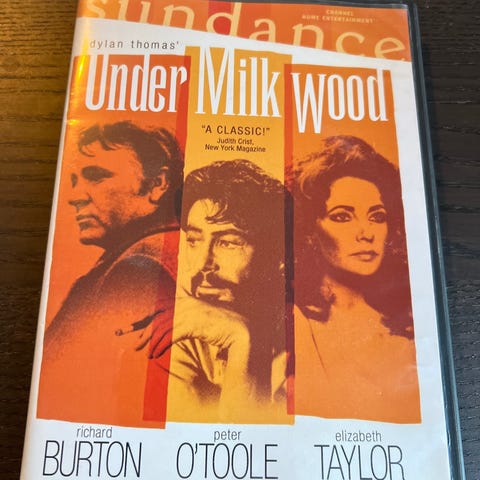 sundance
CHANNEL
HOME ENTERTAINMENT
dylan thomas'
Under Milk Wood
"A CLASSIC!"
Judith Crist,
New York Magazine
richard
BURTON
peter
O'TOOLE
elizabeth
TAYLOR